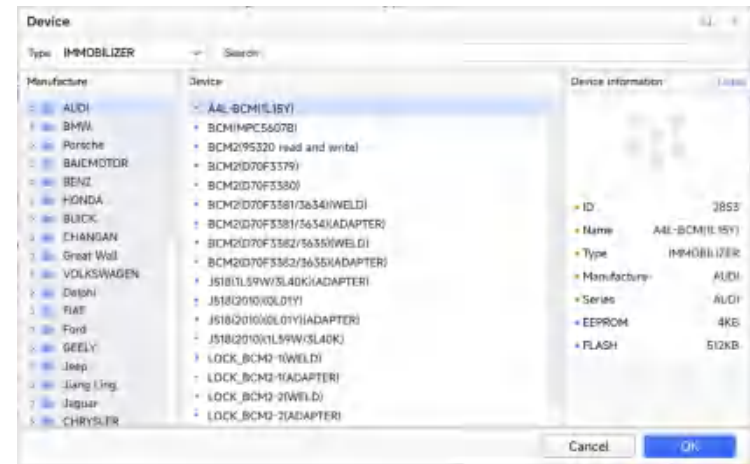 Device
Type IMMOBILIZER Search
Manufacture
AUDI
BMW
Porsche
BAICMOTOR
BENZ
HONDA
BUICK
CHANGAN
Great Wall
VOLKSWAGEN
Delphi
FIAT
Ford
GEELY
Jeep
Jiang Ling
Jaguar
CHRYSLER
Device
A4L-BCM(1L15Y)
BCM(MPC5607B)
BCM2(95320 read and write)
BCM2(D70F3379)
BCM2(D70F3380)
BCM2(D70F3381/3634)(WELD)
BCM2(D70F3381/3634)(ADAPTER)
BCM2(D70F3382/3635)(WELD)
BCM2(D70F3382/3635)(ADAPTER)
J518(1L59W/3L40K)(ADAPTER)
J518(2010)(0L01Y)
J518(2010)(0L01Y)(ADAPTER)
J518(2010)(1L59W/3L40K)
LOCK_BCM2-1(WELD)
LOCK_BCM2-1(ADAPTER)
LOCK_BCM2-2(WELD)
LOCK_BCM2-2(ADAPTER)
Device information
ID 2853
Name A4L-BCM(1L15Y)
Type IMMOBILIZER
Manufacture AUDI
Series AUDI
EEPROM 4KB
FLASH 512KB
Cancel
OK